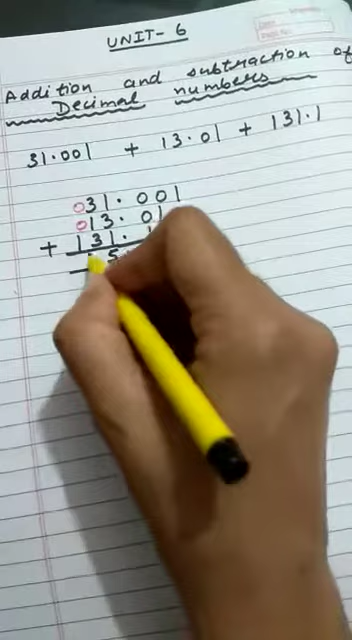 UNIT- 6
Addition and subtraction of
Decimal numbers
31.001 + 13.01 + 131.1
031.001
013.01
+ 131.
5